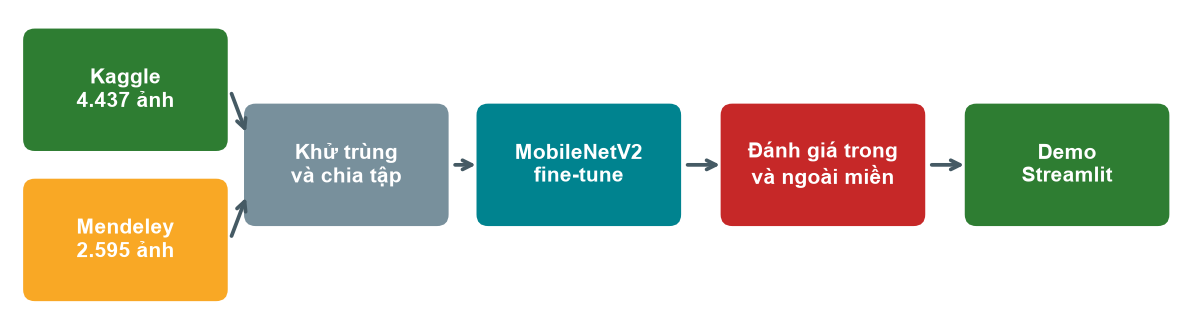 Kaggle
4.437 ảnh
Mendeley
2.595 ảnh
Khử trùng
và chia tập
MobileNetV2
fine-tune
Đánh giá trong
và ngoài miền
Demo
Streamlit